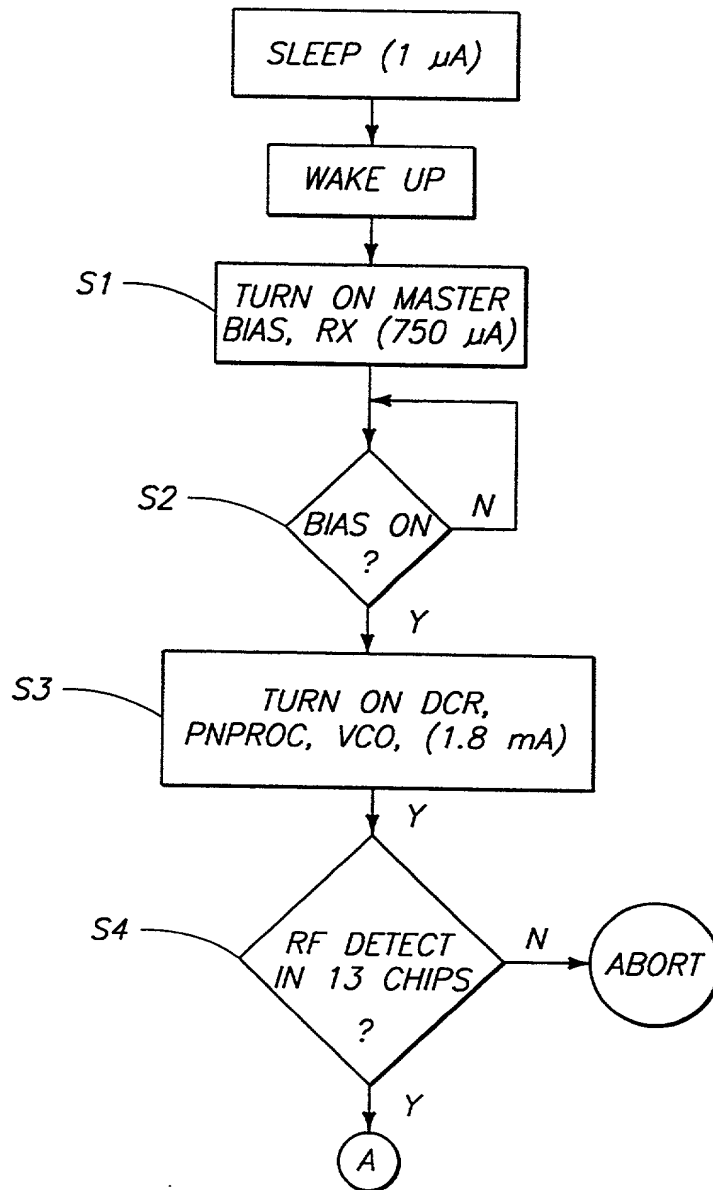 SLEEP (1 μA)
WAKE UP
S1
TURN ON MASTER
BIAS, RX (750 μA)
S2
BIAS ON
?
N
Y
S3
TURN ON DCR,
PNPROC, VCO, (1.8 mA)
Y
S4
RF DETECT
IN 13 CHIPS
?
N
ABORT
Y
A